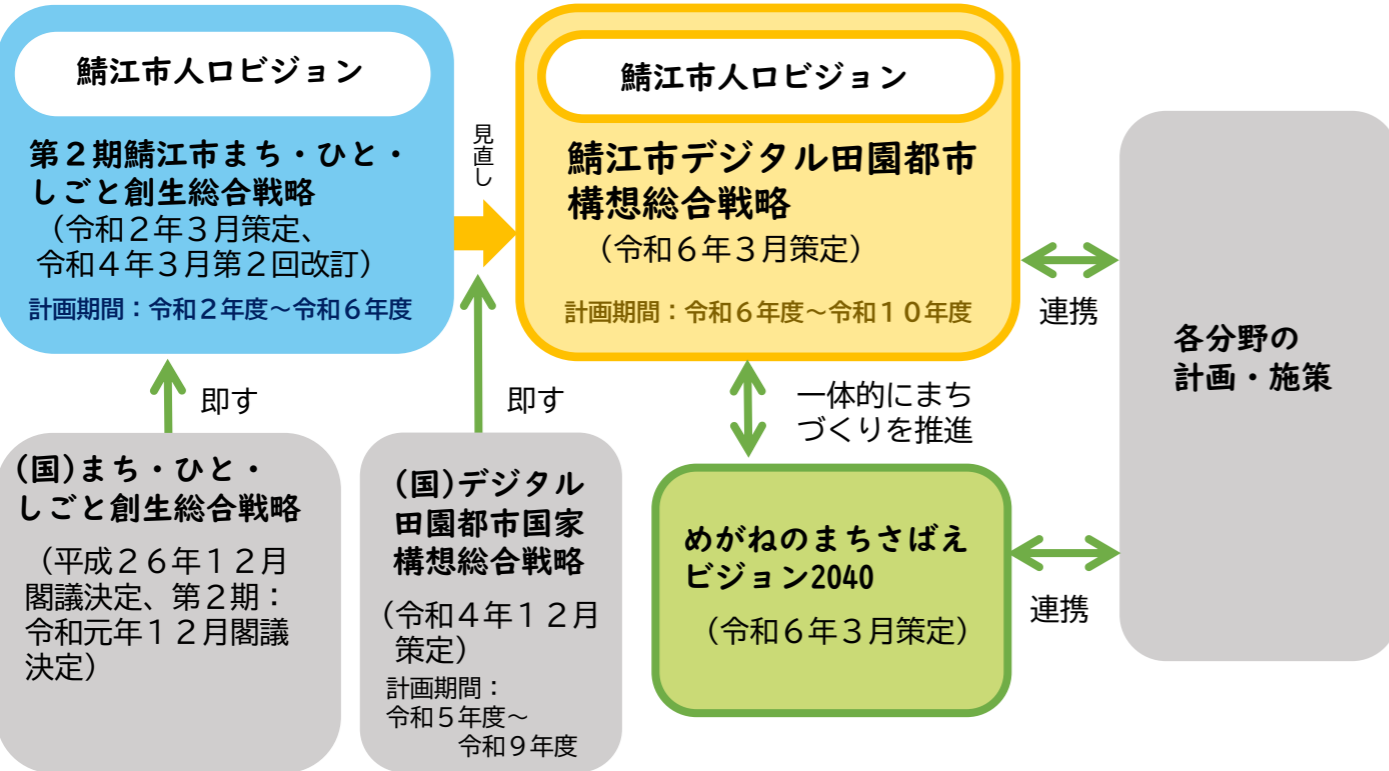 鯖江市人口ビジョン
第２期鯖江市まち・ひと・
しごと創生総合戦略
（令和２年３月策定、
令和４年３月第２回改訂）
計画期間：令和２年度～令和６年度
見直し
鯖江市人口ビジョン
鯖江市デジタル田園都市
構想総合戦略
（令和６年３月策定）
計画期間：令和６年度～令和１０年度
連携
各分野の
計画・施策
即す
即す
一体的にまち
づくりを推進
(国)まち・ひと・
しごと創生総合戦略
（平成２６年１２月
閣議決定、第２期：
令和元年１２月閣議
決定）
(国)デジタル
田園都市国家
構想総合戦略
（令和４年１２月
策定）
計画期間：
令和５年度～
令和９年度
めがねのまちさばえ
ビジョン2040
（令和６年３月策定）
連携